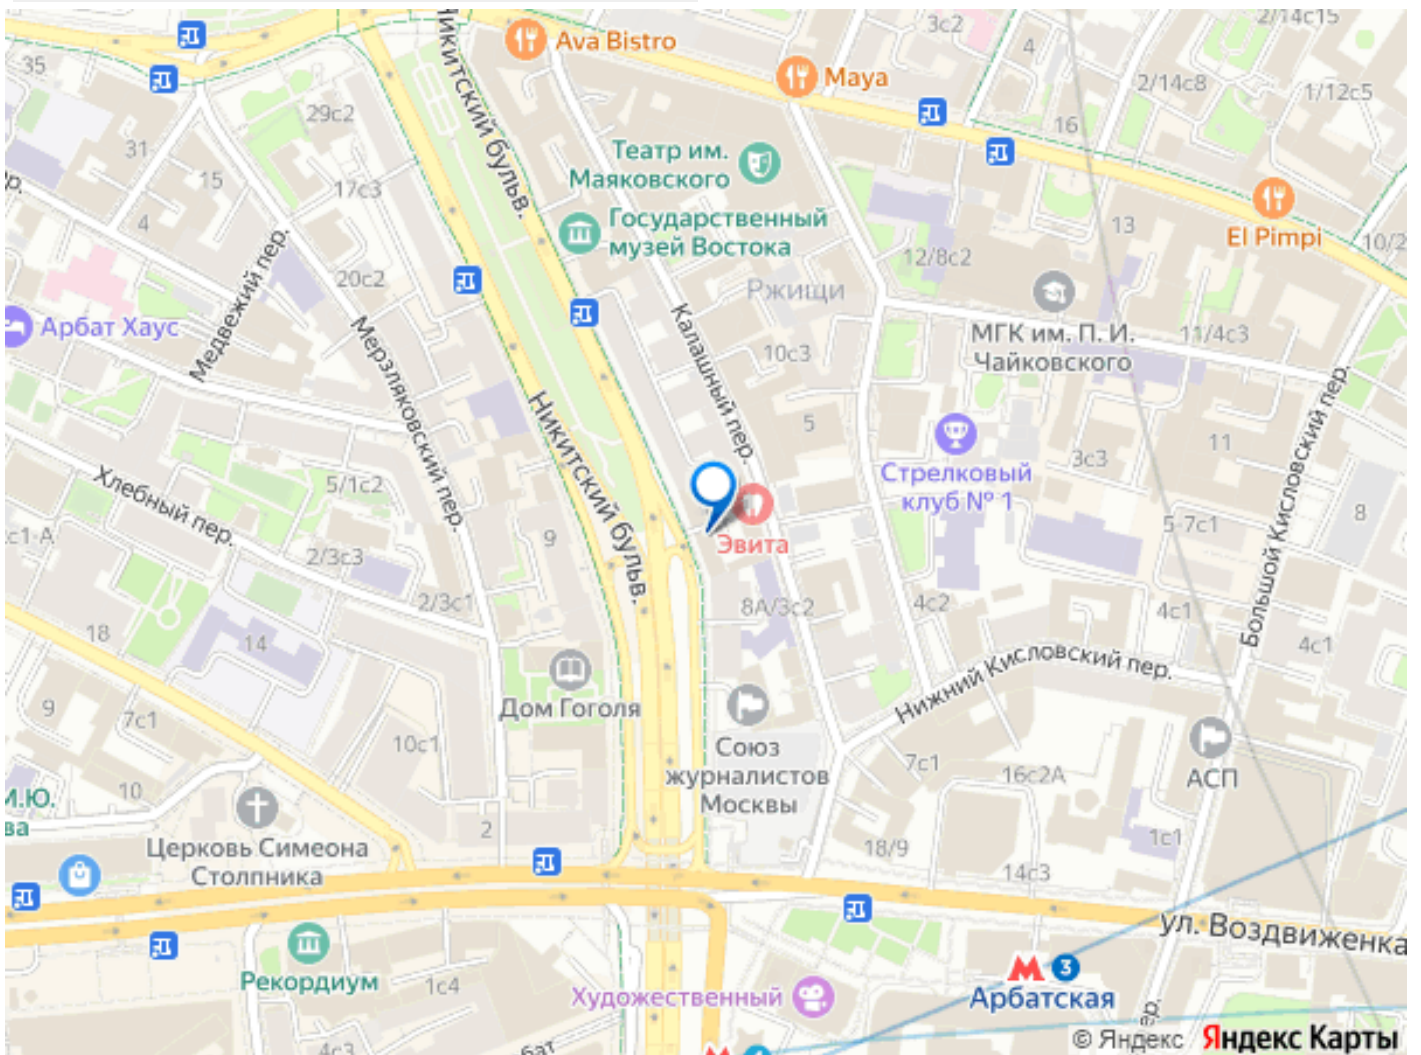 2/14с15
3с2
4
Ava Bistro
35
Maya
2/14с8
1/12с5
29с2
16
31
Театр им.
Маяковского
Никитский бульв.
15
17с3
4
Государственный
музей Востока
13
El Pimpi
10/2
12/8с2
20с2
Ржищи
Медвежий пер.
Арбат Хаус
МГК им. П. И.
Чайковского
11/4с3
Мерзляковский пер.
Калашный пер.
10с3
5
11
3с3
Стрелковый
клуб № 1
Большой Кисловский пер.
Хлебный пер.
5/1с2
Никитский бульв.
8
5-7с1
с1-А
9
Эвита
2/3с3
2/3с1
8А/3с2
4с2
4с1
18
14
4с1
Нижний Кисловский пер.
Дом Гоголя
9
7с1
10с1
Союз
журналистов
Москвы
7с1
16с2А
АСП
10
2
1с1
Церковь Симеона
Столпника
18/9
14с3
ул. Воздвиженка
Рекордиум
1с4
Художественный
3
Арбатская
4с3
© Яндекс Яндекс Карты